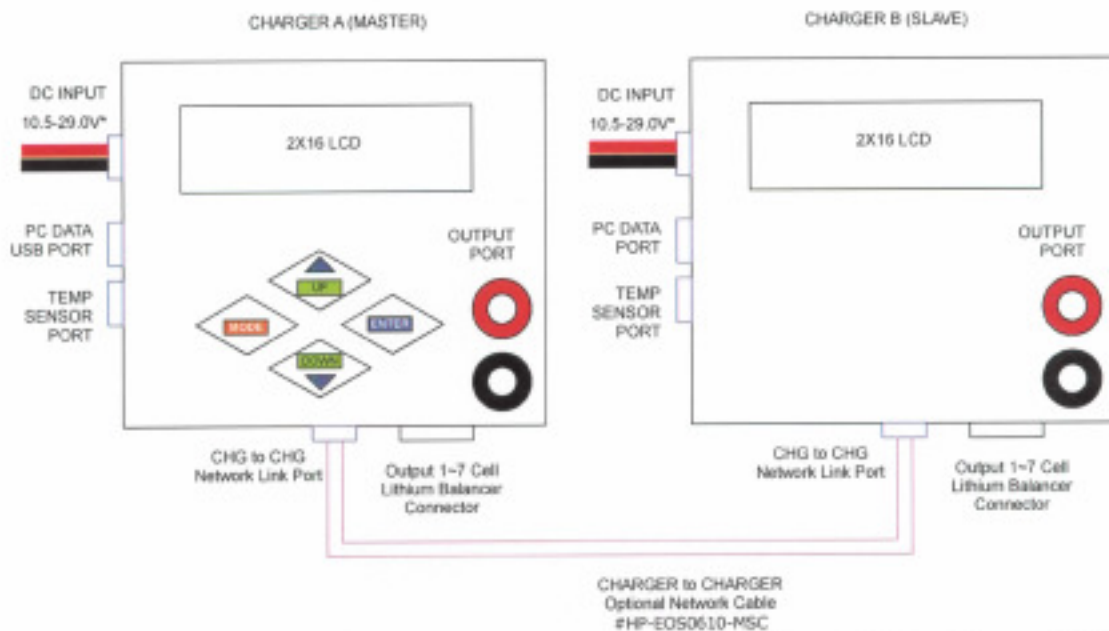 CHARGER A (MASTER)
DC INPUT
10.5-29.0V*
2X16 LCD
PC DATA
USB PORT
TEMP
SENSOR
PORT
UP
MODE
ENTER
DOWN
OUTPUT
PORT
CHG to CHG
Network Link Port
Output 1~7 Cell
Lithium Balancer
Connector
CHARGER B (SLAVE)
DC INPUT
10.5-29.0V*
2X16 LCD
PC DATA
PORT
TEMP
SENSOR
PORT
OUTPUT
PORT
CHG to CHG
Network Link Port
Output 1~7 Cell
Lithium Balancer
Connector
CHARGER to CHARGER
Optional Network Cable
#HP-EOS0610-MSC